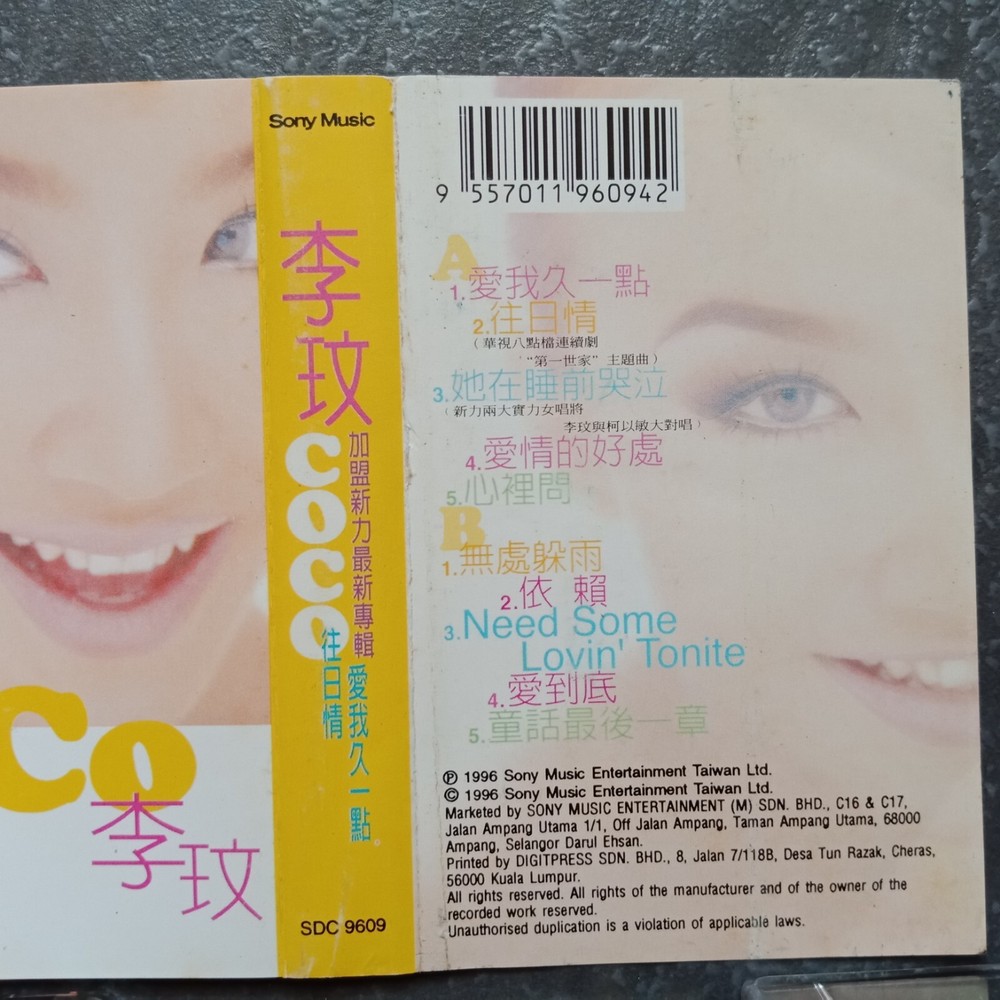 Co
李玟
Sony Music
李玟
COCO
加盟新力最新專輯
愛我久一點
往日情
SDC 9609
9 557011 960942
A
1.愛我久一點
2.往日情
(華視八點檔連續劇
"第一世家"主題曲)
3.她在睡前哭泣
(新力兩大實力女唱將
李玟與柯以敏大對唱)
4.愛情的好處
5.心裡問
B
1.無處躲雨
2.依賴
3.Need Some
Lovin' Tonite
4.愛到底
5.童話最後一章
℗ 1996 Sony Music Entertainment Taiwan Ltd.
© 1996 Sony Music Entertainment Taiwan Ltd.
Marketed by SONY MUSIC ENTERTAINMENT (M) SDN. BHD., C16 & C17,
Jalan Ampang Utama 1/1, Off Jalan Ampang, Taman Ampang Utama, 68000
Ampang, Selangor Darul Ehsan.
Printed by DIGITPRESS SDN. BHD., 8, Jalan 7/118B, Desa Tun Razak, Cheras,
56000 Kuala Lumpur.
All rights reserved. All rights of the manufacturer and of the owner of the
recorded work reserved.
Unauthorised duplication is a violation of applicable laws.